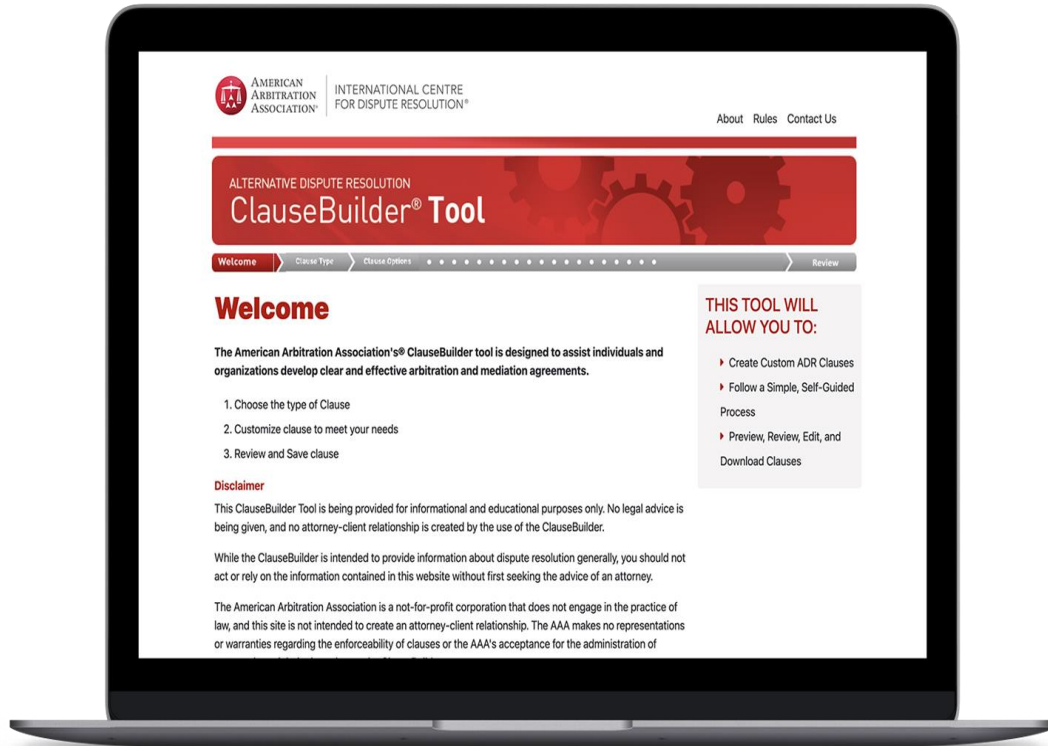 AMERICAN
ARBITRATION
ASSOCIATION®
INTERNATIONAL CENTRE
FOR DISPUTE RESOLUTION®
About Rules Contact Us
ALTERNATIVE DISPUTE RESOLUTION
ClauseBuilder® Tool
Welcome Clause Type Clause Options Review
Welcome
The American Arbitration Association's® ClauseBuilder tool is designed to assist individuals and
organizations develop clear and effective arbitration and mediation agreements.
1. Choose the type of Clause
2. Customize clause to meet your needs
3. Review and Save clause
Disclaimer
This ClauseBuilder Tool is being provided for informational and educational purposes only. No legal advice is
being given, and no attorney-client relationship is created by the use of the ClauseBuilder.
While the ClauseBuilder is intended to provide information about dispute resolution generally, you should not
act or rely on the information contained in this website without first seeking the advice of an attorney.
The American Arbitration Association is a not-for-profit corporation that does not engage in the practice of
law, and this site is not intended to create an attorney-client relationship. The AAA makes no representations
or warranties regarding the enforceability of clauses or the AAA's acceptance for the administration of
THIS TOOL WILL
ALLOW YOU TO:
Create Custom ADR Clauses
Follow a Simple, Self-Guided
Process
Preview, Review, Edit, and
Download Clauses